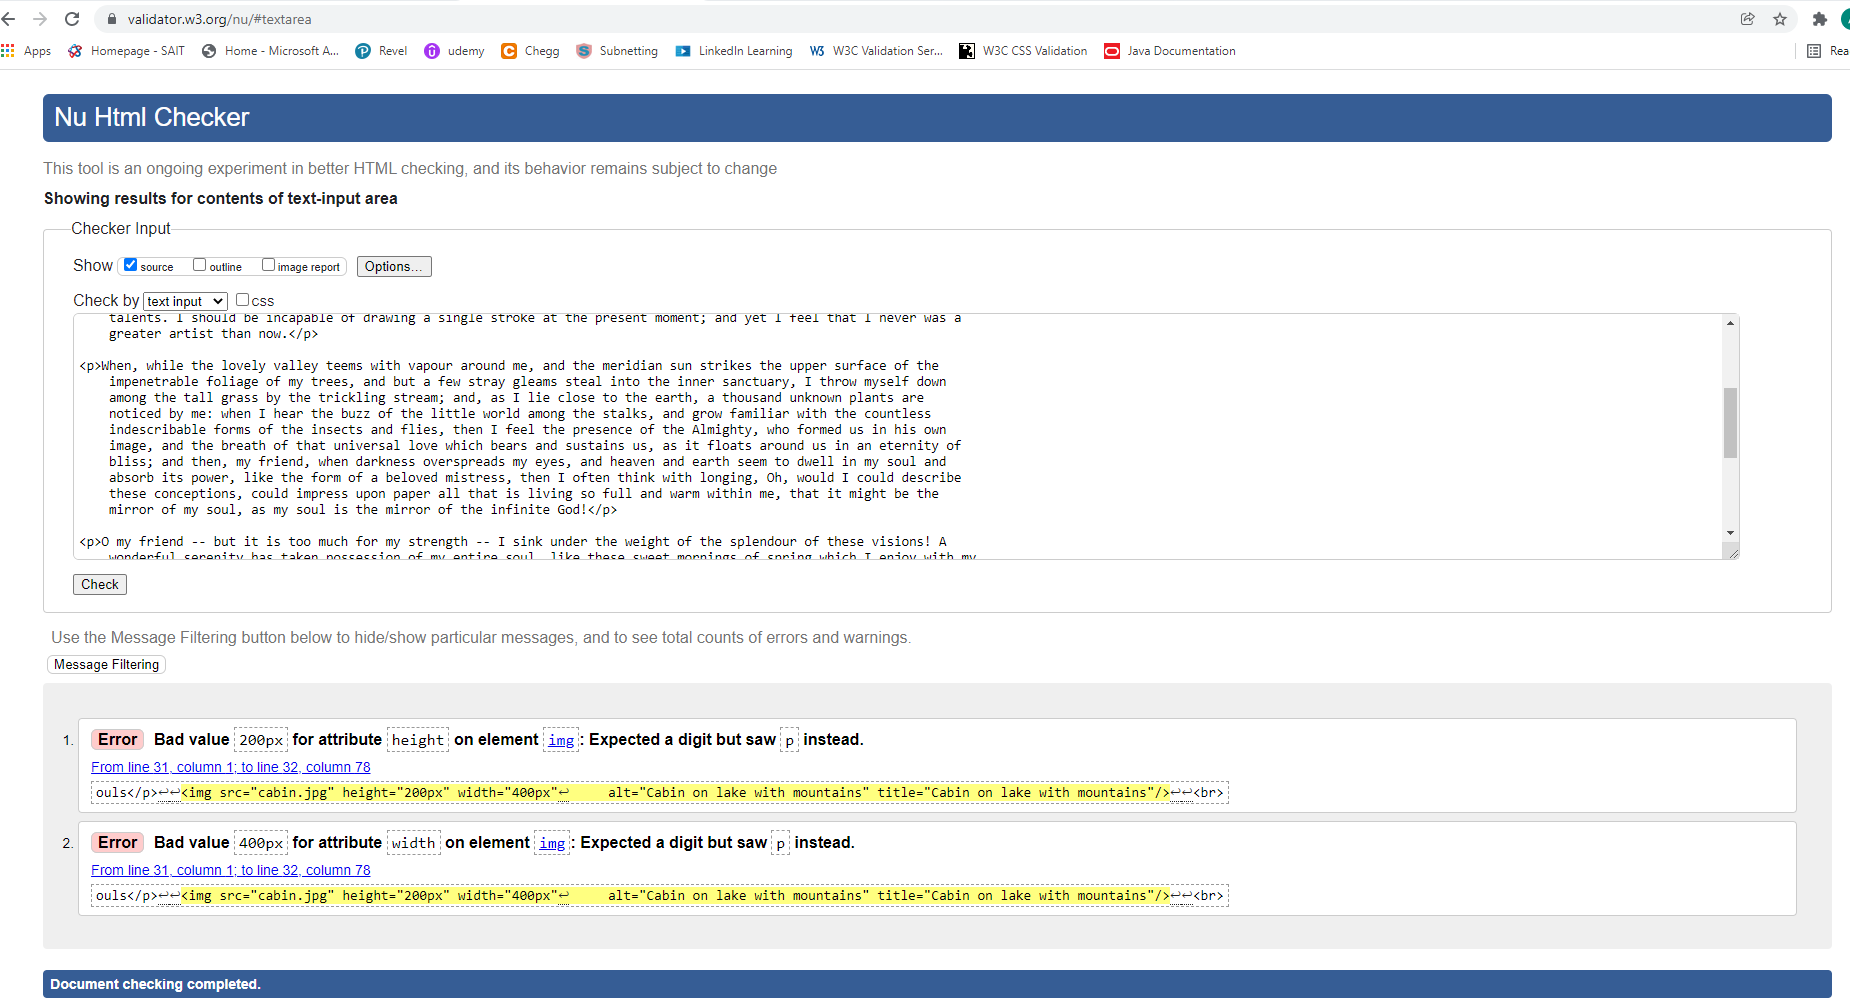 validator.w3.org/nu/#textarea
Apps Homepage - SAIT Home - Microsoft A... Revel udemy Chegg Subnetting LinkedIn Learning W3C Validation Ser... W3C CSS Validation Java Documentation Rea
Nu Html Checker
This tool is an ongoing experiment in better HTML checking, and its behavior remains subject to change
Showing results for contents of text-input area
Checker Input
Show source outline image report Options...
Check by text input css
talents. I should be incapable of drawing a single stroke at the present moment; and yet I feel that I never was a
greater artist than now.</p>
<p>When, while the lovely valley teems with vapour around me, and the meridian sun strikes the upper surface of the
impenetrable foliage of my trees, and but a few stray gleams steal into the inner sanctuary, I throw myself down
among the tall grass by the trickling stream; and, as I lie close to the earth, a thousand unknown plants are
noticed by me: when I hear the buzz of the little world among the stalks, and grow familiar with the countless
indescribable forms of the insects and flies, then I feel the presence of the Almighty, who formed us in his own
image, and the breath of that universal love which bears and sustains us, as it floats around us in an eternity of
bliss; and then, my friend, when darkness overspreads my eyes, and heaven and earth seem to dwell in my soul and
absorb its power, like the form of a beloved mistress, then I often think with longing, Oh, would I could describe
these conceptions, could impress upon paper all that is living so full and warm within me, that it might be the
mirror of my soul, as my soul is the mirror of the infinite God!</p>
<p>O my friend -- but it is too much for my strength -- I sink under the weight of the splendour of these visions! A
wonderful serenity has taken possession of my entire soul, like these sweet mornings of spring which I enjoy with my
Check
Use the Message Filtering button below to hide/show particular messages, and to see total counts of errors and warnings.
Message Filtering
1. Error Bad value 200px for attribute height on element img: Expected a digit but saw p instead.
From line 31, column 1; to line 32, column 78
ouls</p>↩↩<img src="cabin.jpg" height="200px" width="400px"↩ alt="Cabin on lake with mountains" title="Cabin on lake with mountains"/>↩↩<br>
2. Error Bad value 400px for attribute width on element img: Expected a digit but saw p instead.
From line 31, column 1; to line 32, column 78
ouls</p>↩↩<img src="cabin.jpg" height="200px" width="400px"↩ alt="Cabin on lake with mountains" title="Cabin on lake with mountains"/>↩↩<br>
Document checking completed.